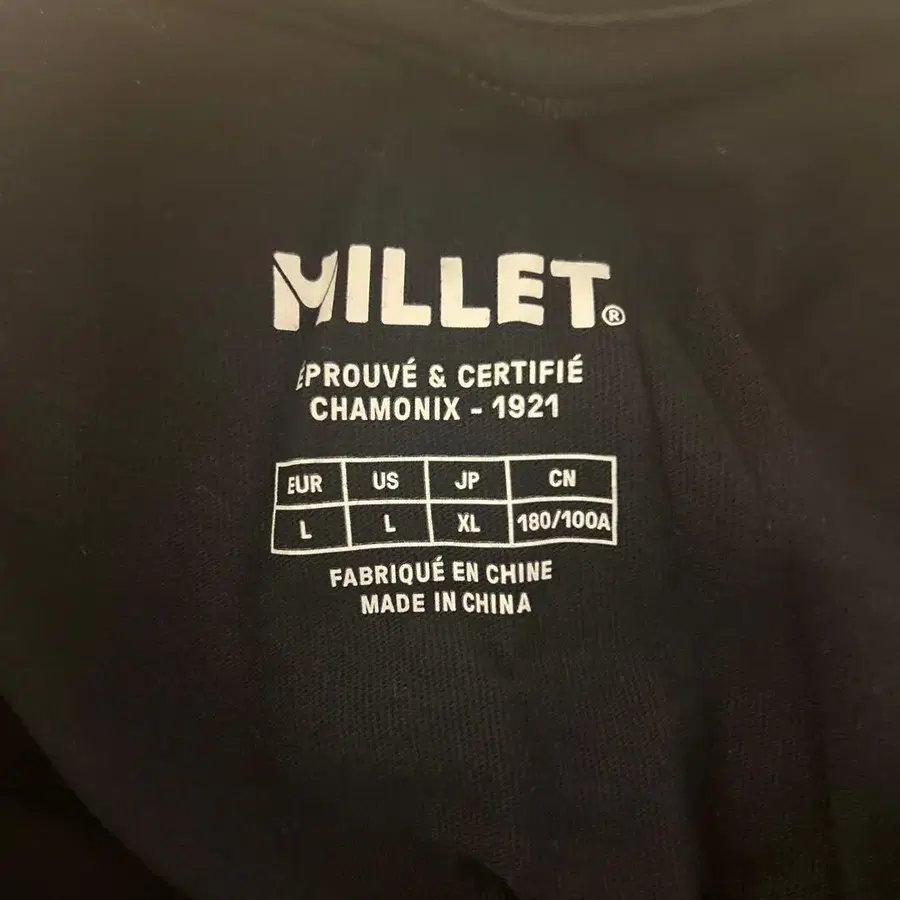 MILLET®
ÉPROUVÉ & CERTIFIÉ
CHAMONIX - 1921
EUR US JP CN
L L XL 180/100A
FABRIQUÉ EN CHINE
MADE IN CHINA